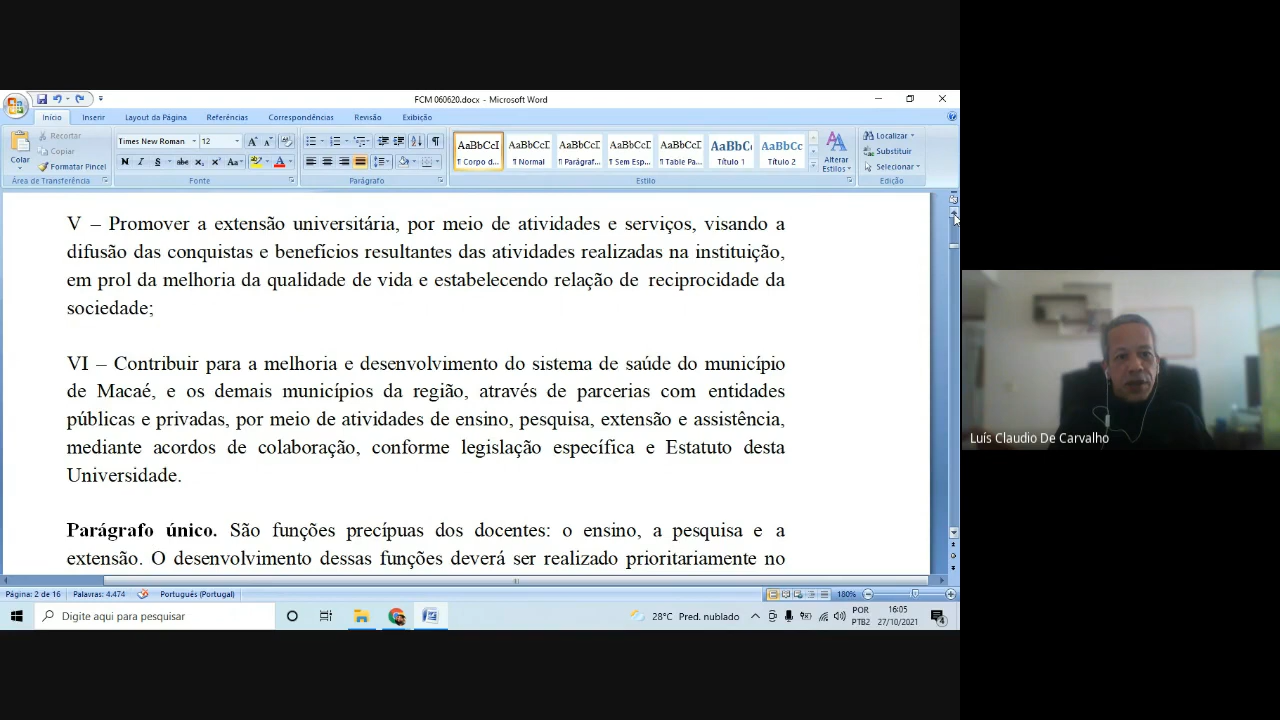 FCM 060620.docx - Microsoft Word
Início Inserir Layout da Página Referências Correspondências Revisão Exibição
Colar
Recortar
Copiar
Formatar Pincel
Área de Transferência
Times New Roman 12
Fonte
Parágrafo
AaBbCcI AaBbCcI AaBbCcI AaBbCcI AaBbCcI AaBbC AaBbCc
¶ Corpo d... ¶ Normal ¶ Parágraf... ¶ Sem Esp... ¶ Table Pa... Título 1 Título 2
Alterar Estilos
Estilo
Localizar
Substituir
Selecionar
Edição
V – Promover a extensão universitária, por meio de atividades e serviços, visando a
difusão das conquistas e benefícios resultantes das atividades realizadas na instituição,
em prol da melhoria da qualidade de vida e estabelecendo relação de reciprocidade da
sociedade;
VI – Contribuir para a melhoria e desenvolvimento do sistema de saúde do município
de Macaé, e os demais municípios da região, através de parcerias com entidades
públicas e privadas, por meio de atividades de ensino, pesquisa, extensão e assistência,
mediante acordos de colaboração, conforme legislação específica e Estatuto desta
Universidade.
Parágrafo único. São funções precípuas dos docentes: o ensino, a pesquisa e a
extensão. O desenvolvimento dessas funções deverá ser realizado prioritariamente no
Página: 2 de 16 Palavras: 4.474 Português (Portugal) 180%
Digite aqui para pesquisar
28°C Pred. nublado
POR
PTB2
16:05
27/10/2021
4
Luís Claudio De Carvalho